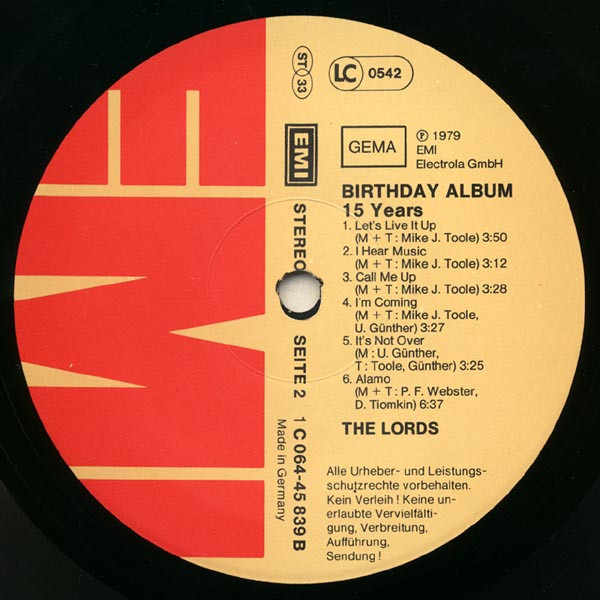 EMI
ST 33
LC 0542
EMI
GEMA
℗ 1979
EMI
Electrola GmbH
BIRTHDAY ALBUM
15 Years
1. Let's Live It Up
(M + T : Mike J. Toole) 3:50
2. I Hear Music
(M + T : Mike J. Toole) 3:12
3. Call Me Up
(M + T : Mike J. Toole) 3:28
4. I'm Coming
(M + T : Mike J. Toole,
U. Günther) 3:27
5. It's Not Over
(M : U. Günther,
T : Toole, Günther) 3:25
6. Alamo
(M + T : P. F. Webster,
D. Tiomkin) 6:37
THE LORDS
STEREO SEITE 2 1 C 064-45 839 B
Made in Germany
Alle Urheber- und Leistungs-
schutzrechte vorbehalten.
Kein Verleih ! Keine un-
erlaubte Vervielfälti-
gung, Verbreitung,
Aufführung,
Sendung !